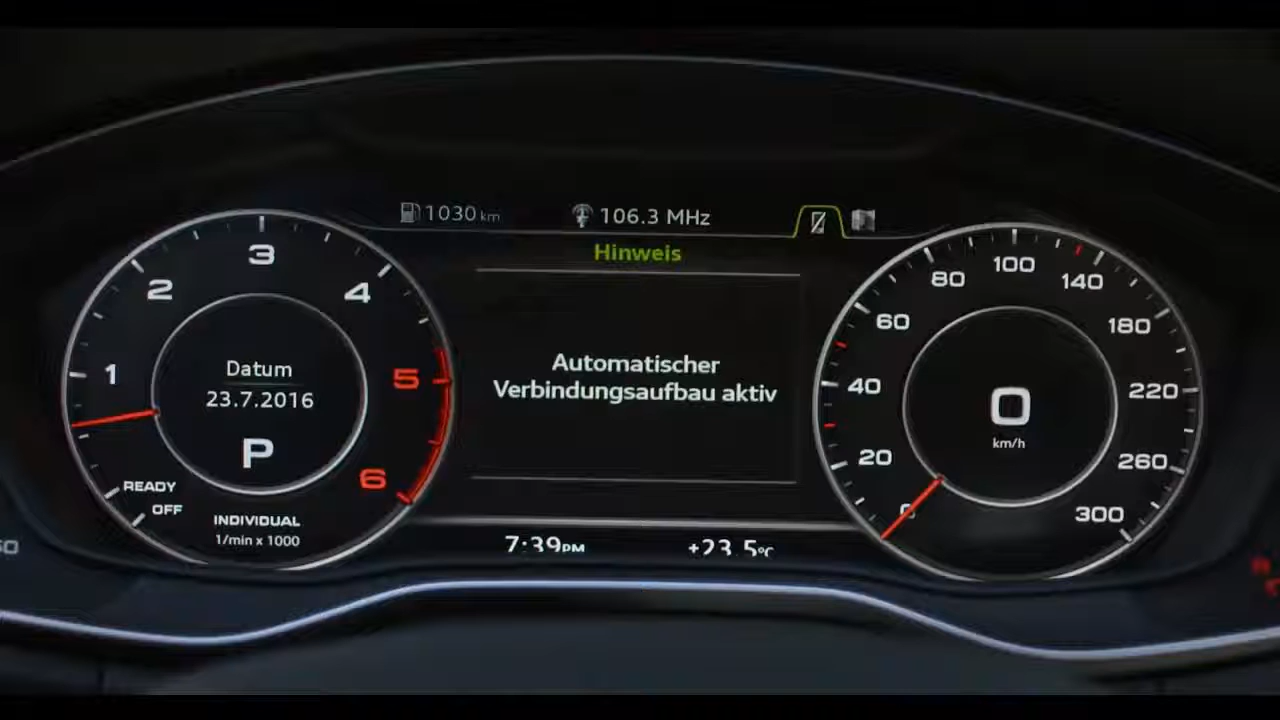 1030 km
106.3 MHz
Hinweis
Automatischer
Verbindungsaufbau aktiv
7:39PM
+23.5°C
1
2
3
4
5
6
Datum
23.7.2016
P
READY
OFF
INDIVIDUAL
1/min x 1000
0
20
40
60
80
100
140
180
220
260
300
0
km/h